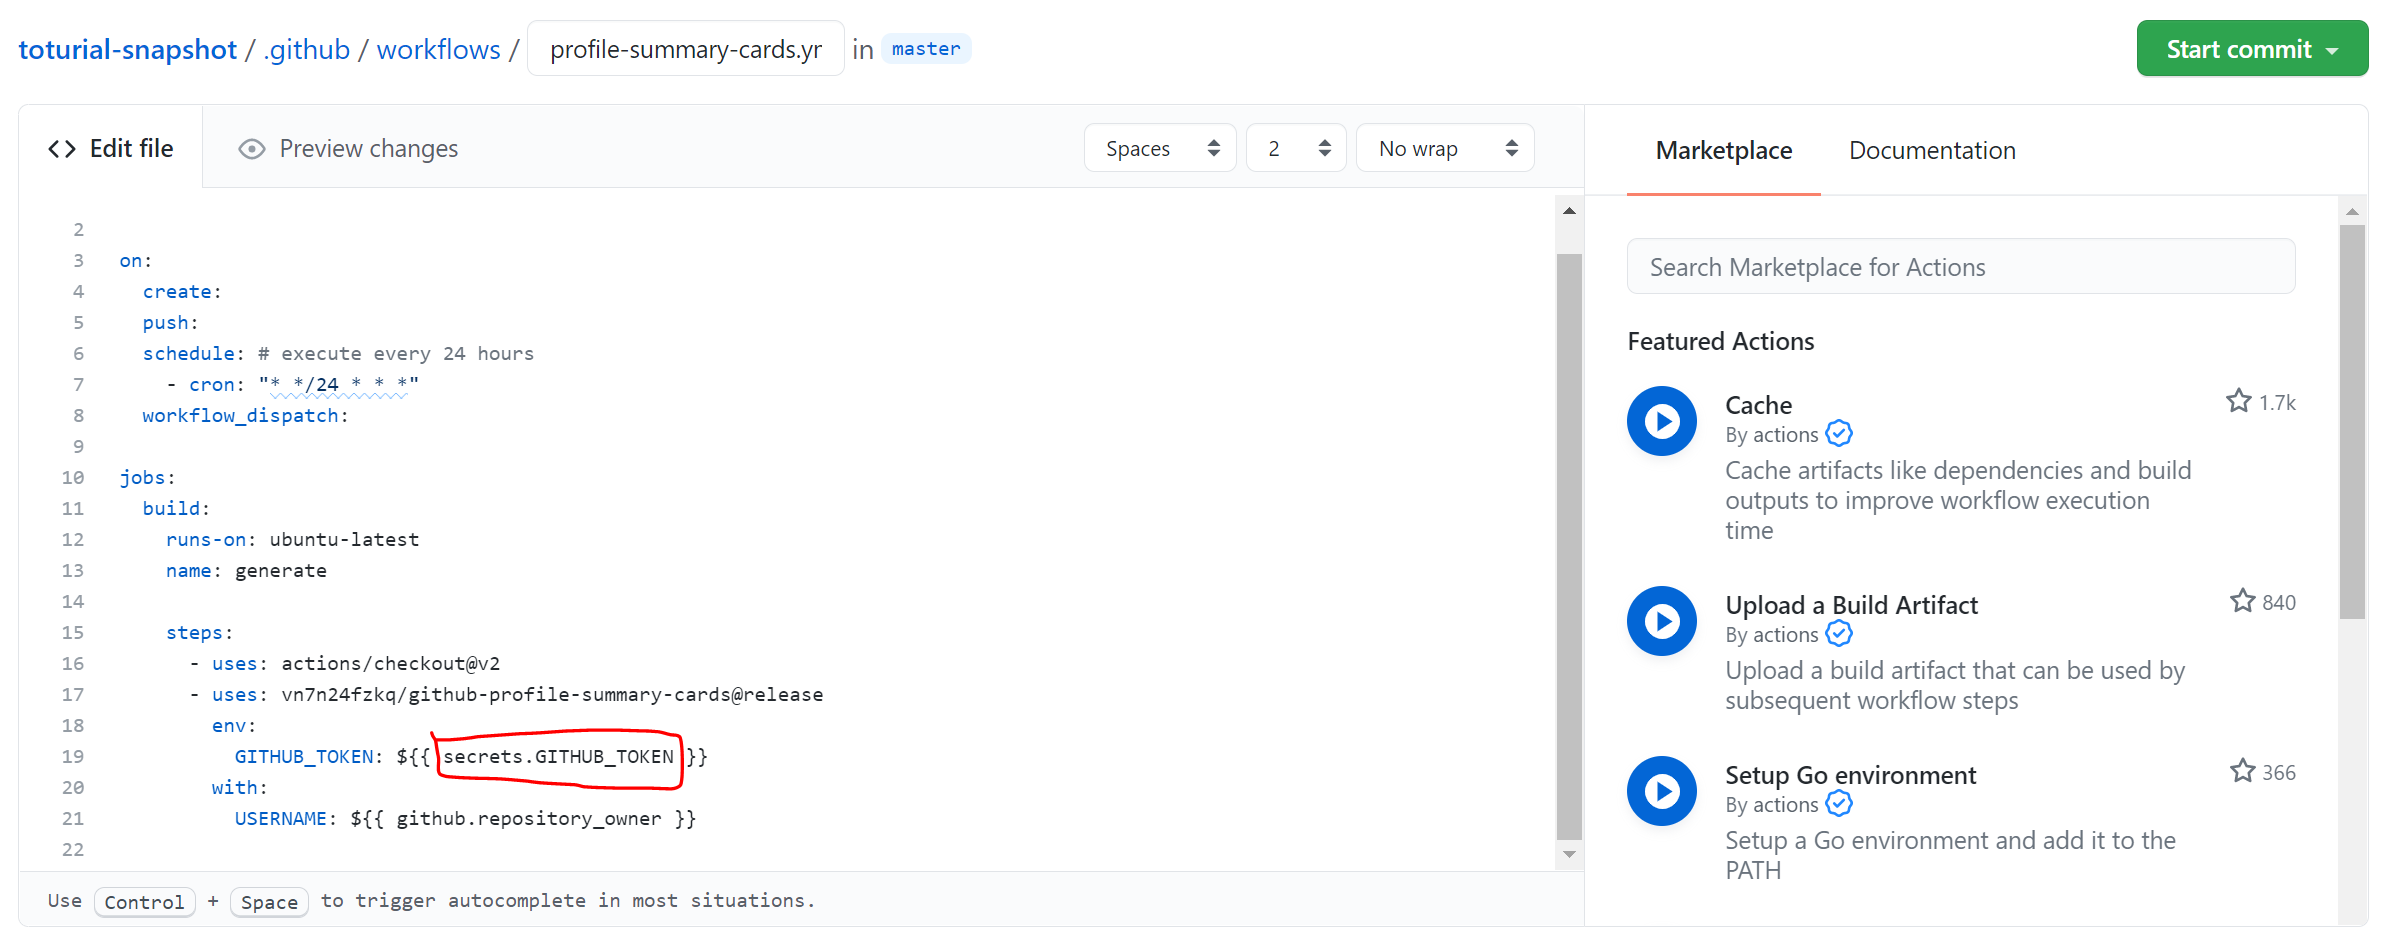 toturial-snapshot / .github / workflows / profile-summary-cards.yr in master
Start commit
Edit file
Preview changes
Spaces
2
No wrap
2
3 on:
4 create:
5 push:
6 schedule: # execute every 24 hours
7 - cron: "* */24 * * *"
8 workflow_dispatch:
9
10 jobs:
11 build:
12 runs-on: ubuntu-latest
13 name: generate
14
15 steps:
16 - uses: actions/checkout@v2
17 - uses: vn7n24fzkq/github-profile-summary-cards@release
18 env:
19 GITHUB_TOKEN: ${{ secrets.GITHUB_TOKEN }}
20 with:
21 USERNAME: ${{ github.repository_owner }}
22
Use Control + Space to trigger autocomplete in most situations.
Marketplace
Documentation
Search Marketplace for Actions
Featured Actions
Cache
1.7k
By actions
Cache artifacts like dependencies and build
outputs to improve workflow execution
time
Upload a Build Artifact
840
By actions
Upload a build artifact that can be used by
subsequent workflow steps
Setup Go environment
366
By actions
Setup a Go environment and add it to the
PATH